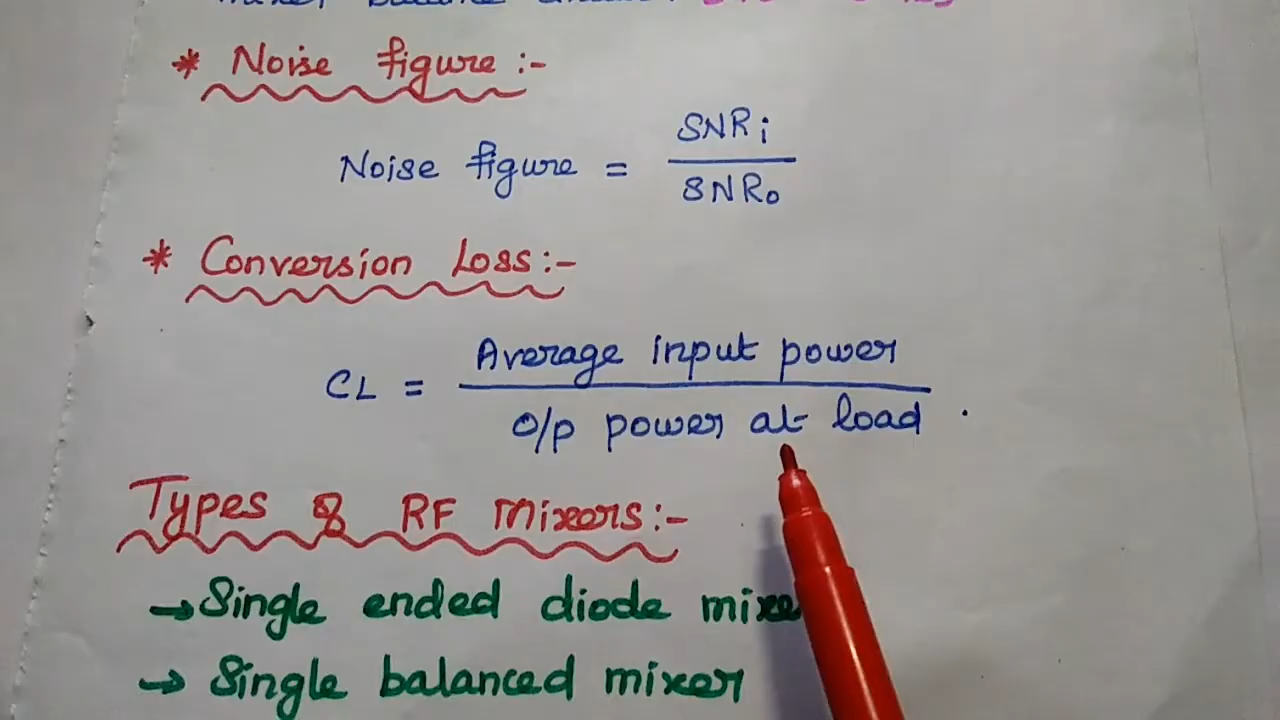 * Noise figure :-
Noise figure = SNRi / SNRo
* Conversion Loss :-
CL = Average input power / o/p power at load .
Types & RF Mixers :-
→ Single ended diode mixe
→ Single balanced mixer